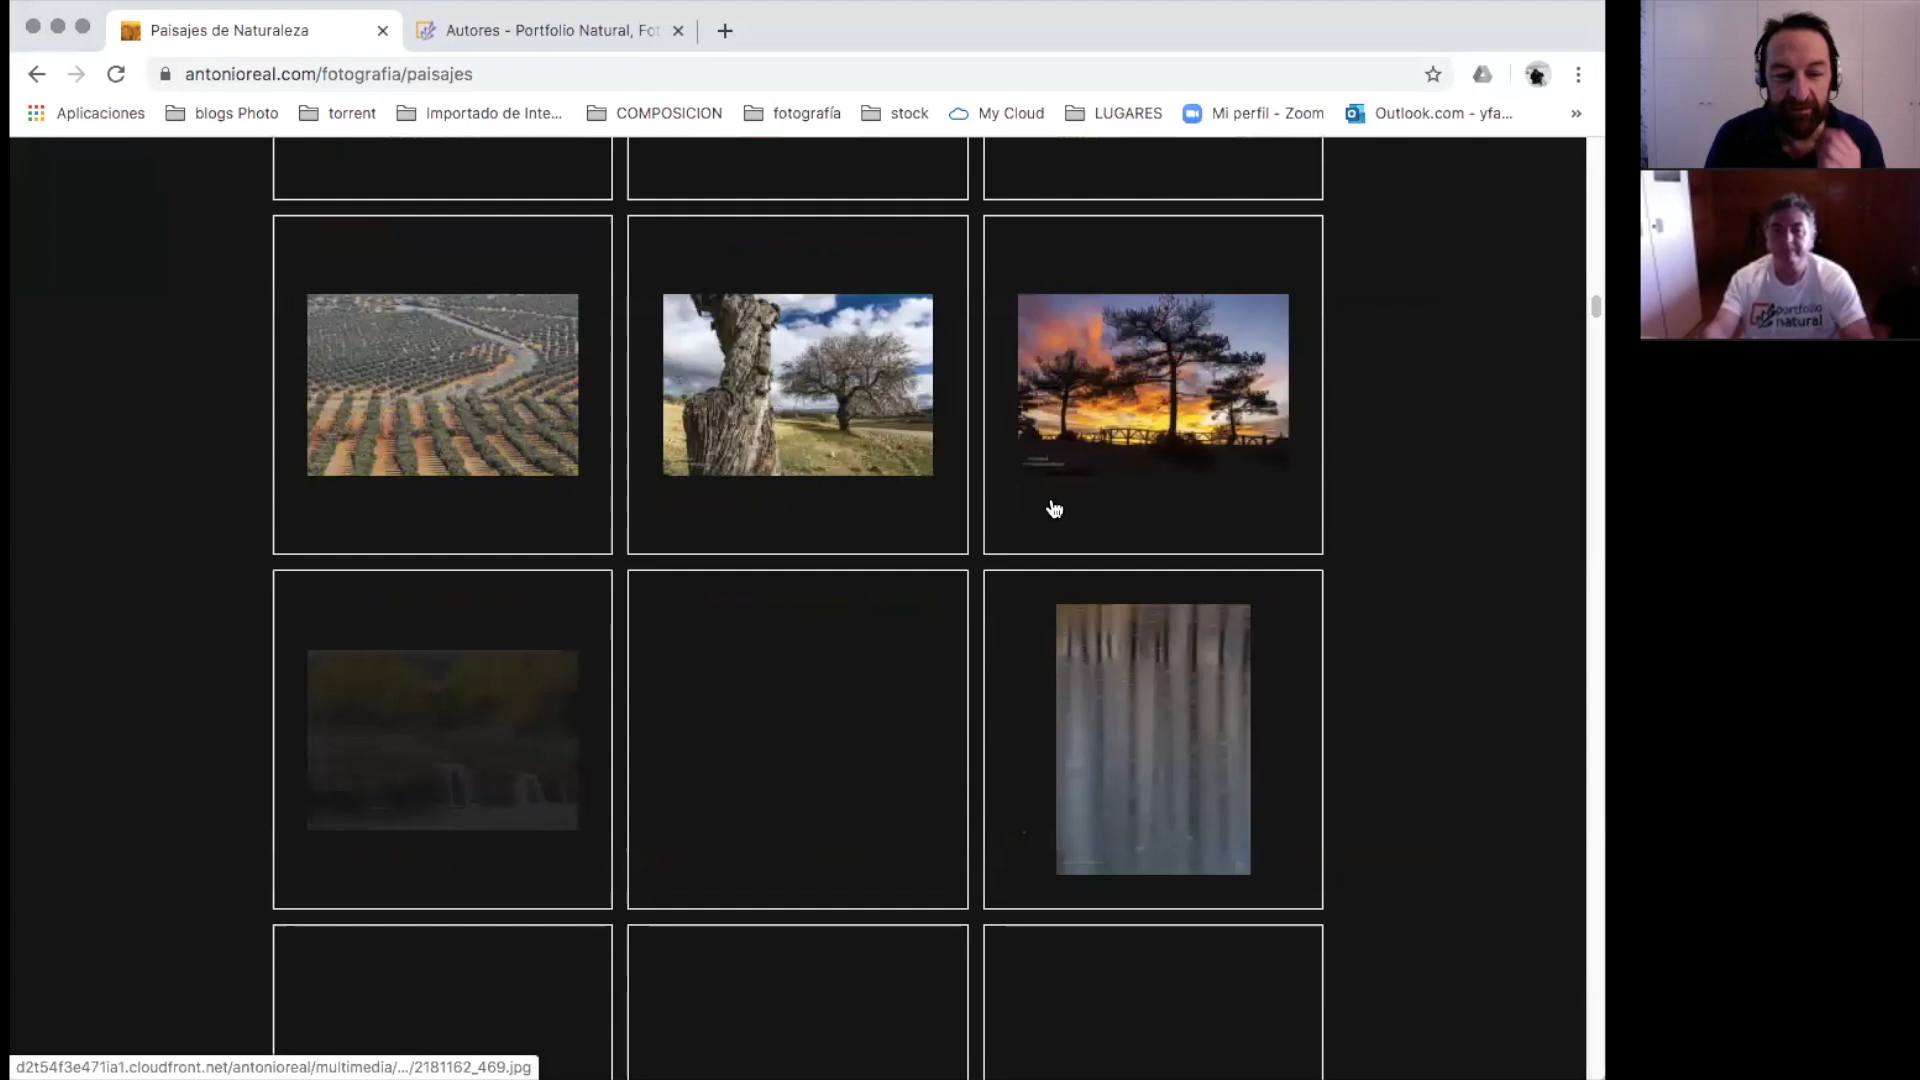 Paisajes de Naturaleza
Autores - Portfolio Natural, Fot
antonioreal.com/fotografia/paisajes
Aplicaciones blogs Photo torrent Importado de Inte... COMPOSICION fotografía stock My Cloud LUGARES Mi perfil - Zoom Outlook.com - yfa... »
portfolio
natural
d2t54f3e471ia1.cloudfront.net/antonioreal/multimedia/.../2181162_469.jpg